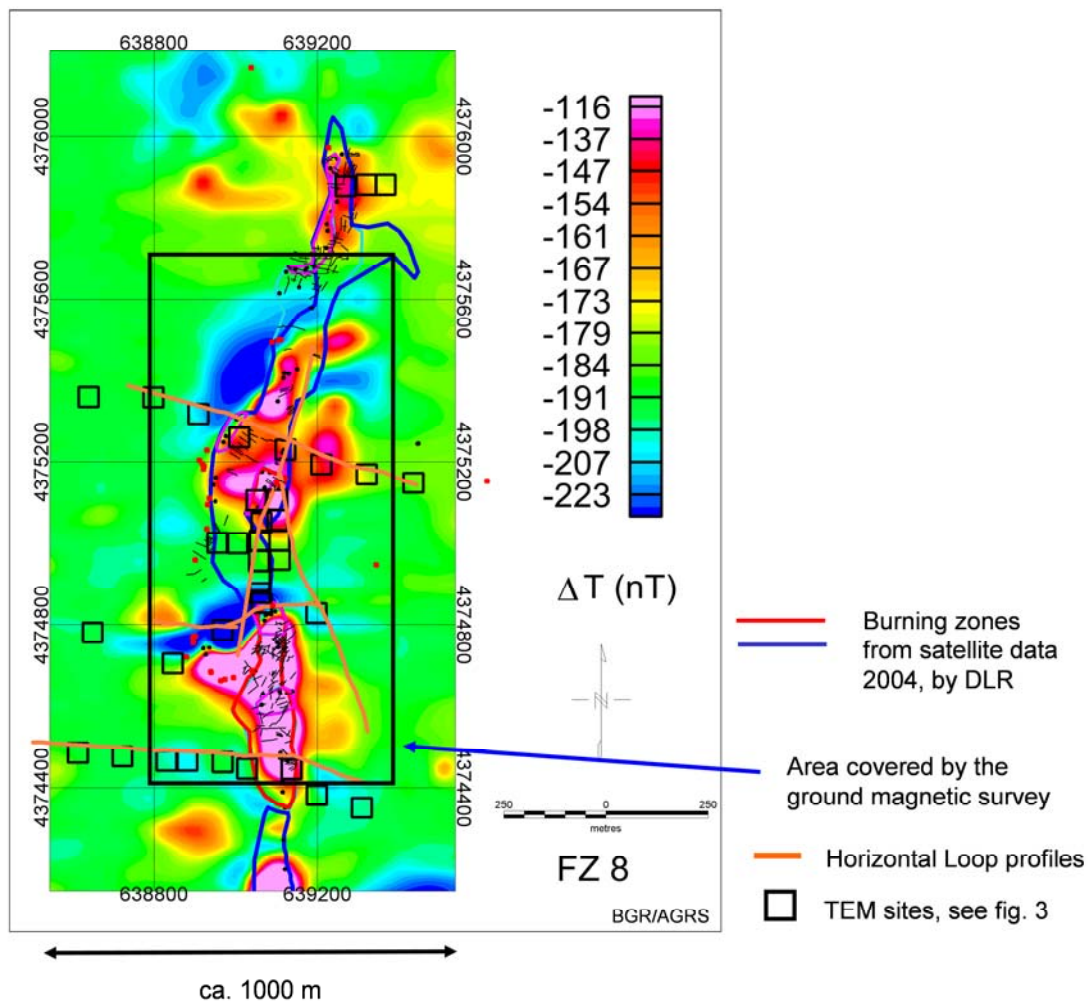 638800 639200
4376000 4376000
4375600 4375600
4375200 4375200
4374800 4374800
4374400 4374400
638800 639200
-116
-137
-147
-154
-161
-167
-173
-179
-184
-191
-198
-207
-223
ΔT (nT)
N
250 0 250
metres
FZ 8
BGR/AGRS
Burning zones
from satellite data
2004, by DLR
Area covered by the
ground magnetic survey
Horizontal Loop profiles
TEM sites, see fig. 3
ca. 1000 m